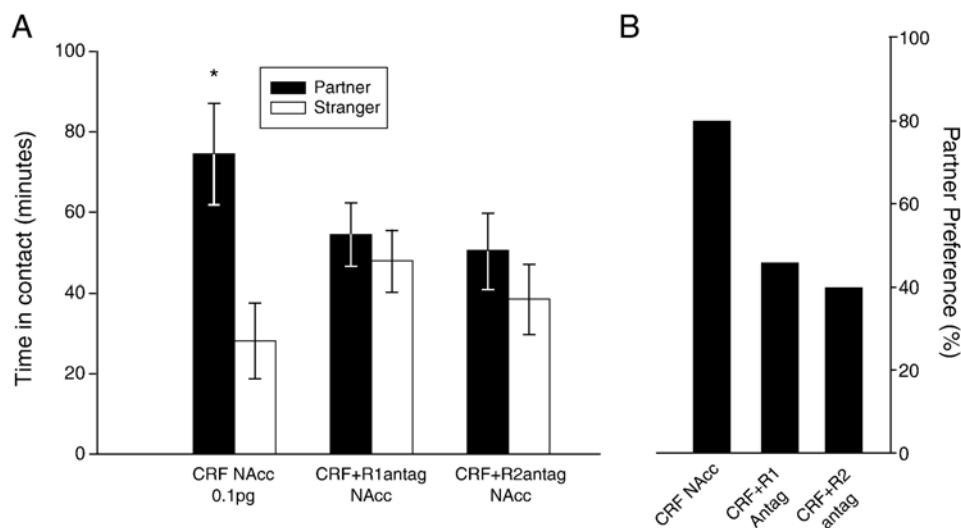 A
B
100
80
60
40
20
0
Time in contact (minutes)
*
Partner
Stranger
CRF NAcc
0.1pg
CRF+R1antag
NAcc
CRF+R2antag
NAcc
100
80
60
40
20
0
Partner Preference (%)
CRF NAcc
CRF+R1
Antag
CRF+R2
antag